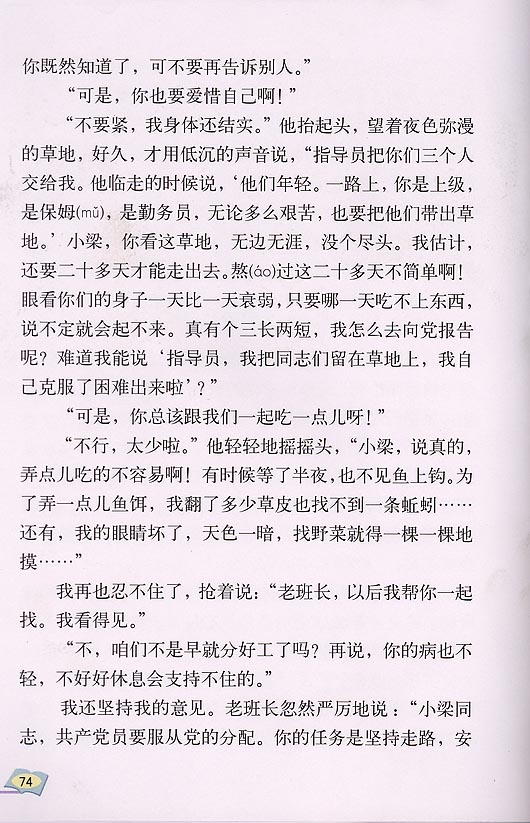 你既然知道了，可不要再告诉别人。”
“可是，你也要爱惜自己啊！”
“不要紧，我身体还结实。”他抬起头，望着夜色弥漫
的草地，好久，才用低沉的声音说，“指导员把你们三个人
交给我。他临走的时候说，‘他们年轻。一路上，你是上级，
是保姆(mǔ)，是勤务员，无论多么艰苦，也要把他们带出草
地。’小梁，你看这草地，无边无涯，没个尽头。我估计，
还要二十多天才能走出去。熬(áo)过这二十多天不简单啊！
眼看你们的身子一天比一天衰弱，只要哪一天吃不上东西，
说不定就会起不来。真有个三长两短，我怎么去向党报告
呢？难道我能说‘指导员，我把同志们留在草地上，我自
己克服了困难出来啦’？”
“可是，你总该跟我们一起吃一点儿呀！”
“不行，太少啦。”他轻轻地摇摇头，“小梁，说真的，
弄点儿吃的不容易啊！有时候等了半夜，也不见鱼上钩。为
了弄一点儿鱼饵，我翻了多少草皮也找不到一条蚯蚓……
还有，我的眼睛坏了，天色一暗，找野菜就得一棵一棵地
摸……”
我再也忍不住了，抢着说：“老班长，以后我帮你一起
找。我看得见。”
“不，咱们不是早就分好工了吗？再说，你的病也不
轻，不好好休息会支持不住的。”
我还坚持我的意见。老班长忽然严厉地说：“小梁同
志，共产党员要服从党的分配。你的任务是坚持走路，安
74